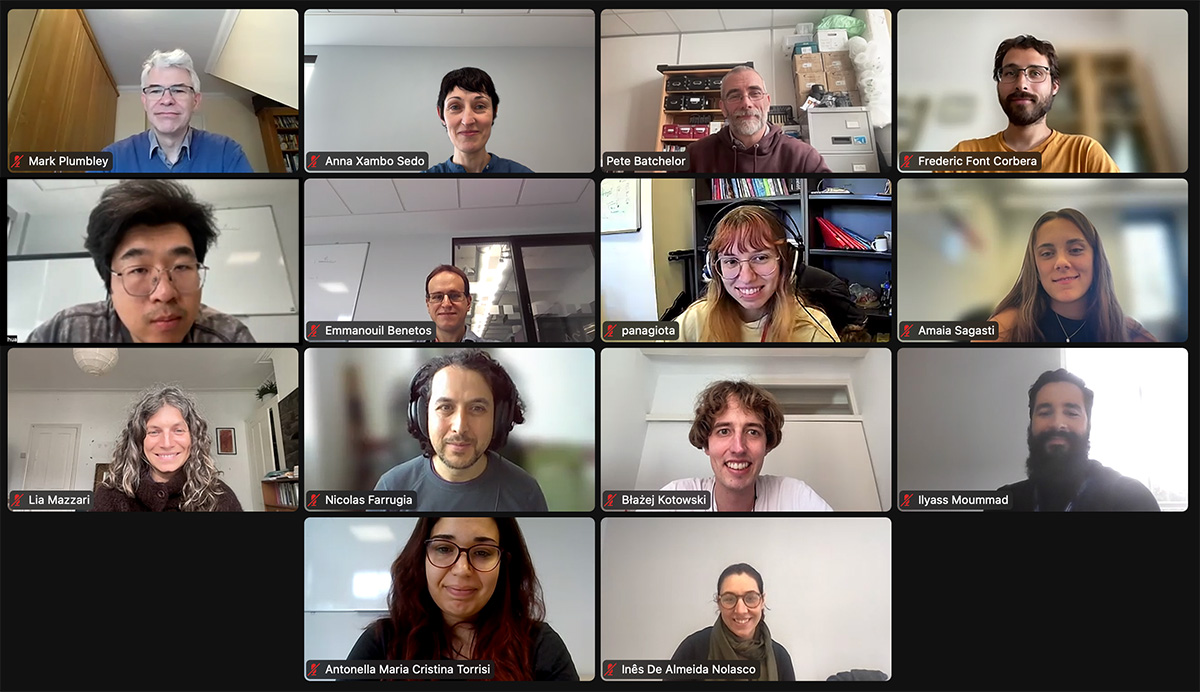 Mark Plumbley
Anna Xambo Sedo
Pete Batchelor
Frederic Font Corbera
hua
Emmanouil Benetos
panagiota
Amaia Sagasti
Lia Mazzari
Nicolas Farrugia
Błażej Kotowski
Ilyass Moummad
Antonella Maria Cristina Torrisi
Inês De Almeida Nolasco